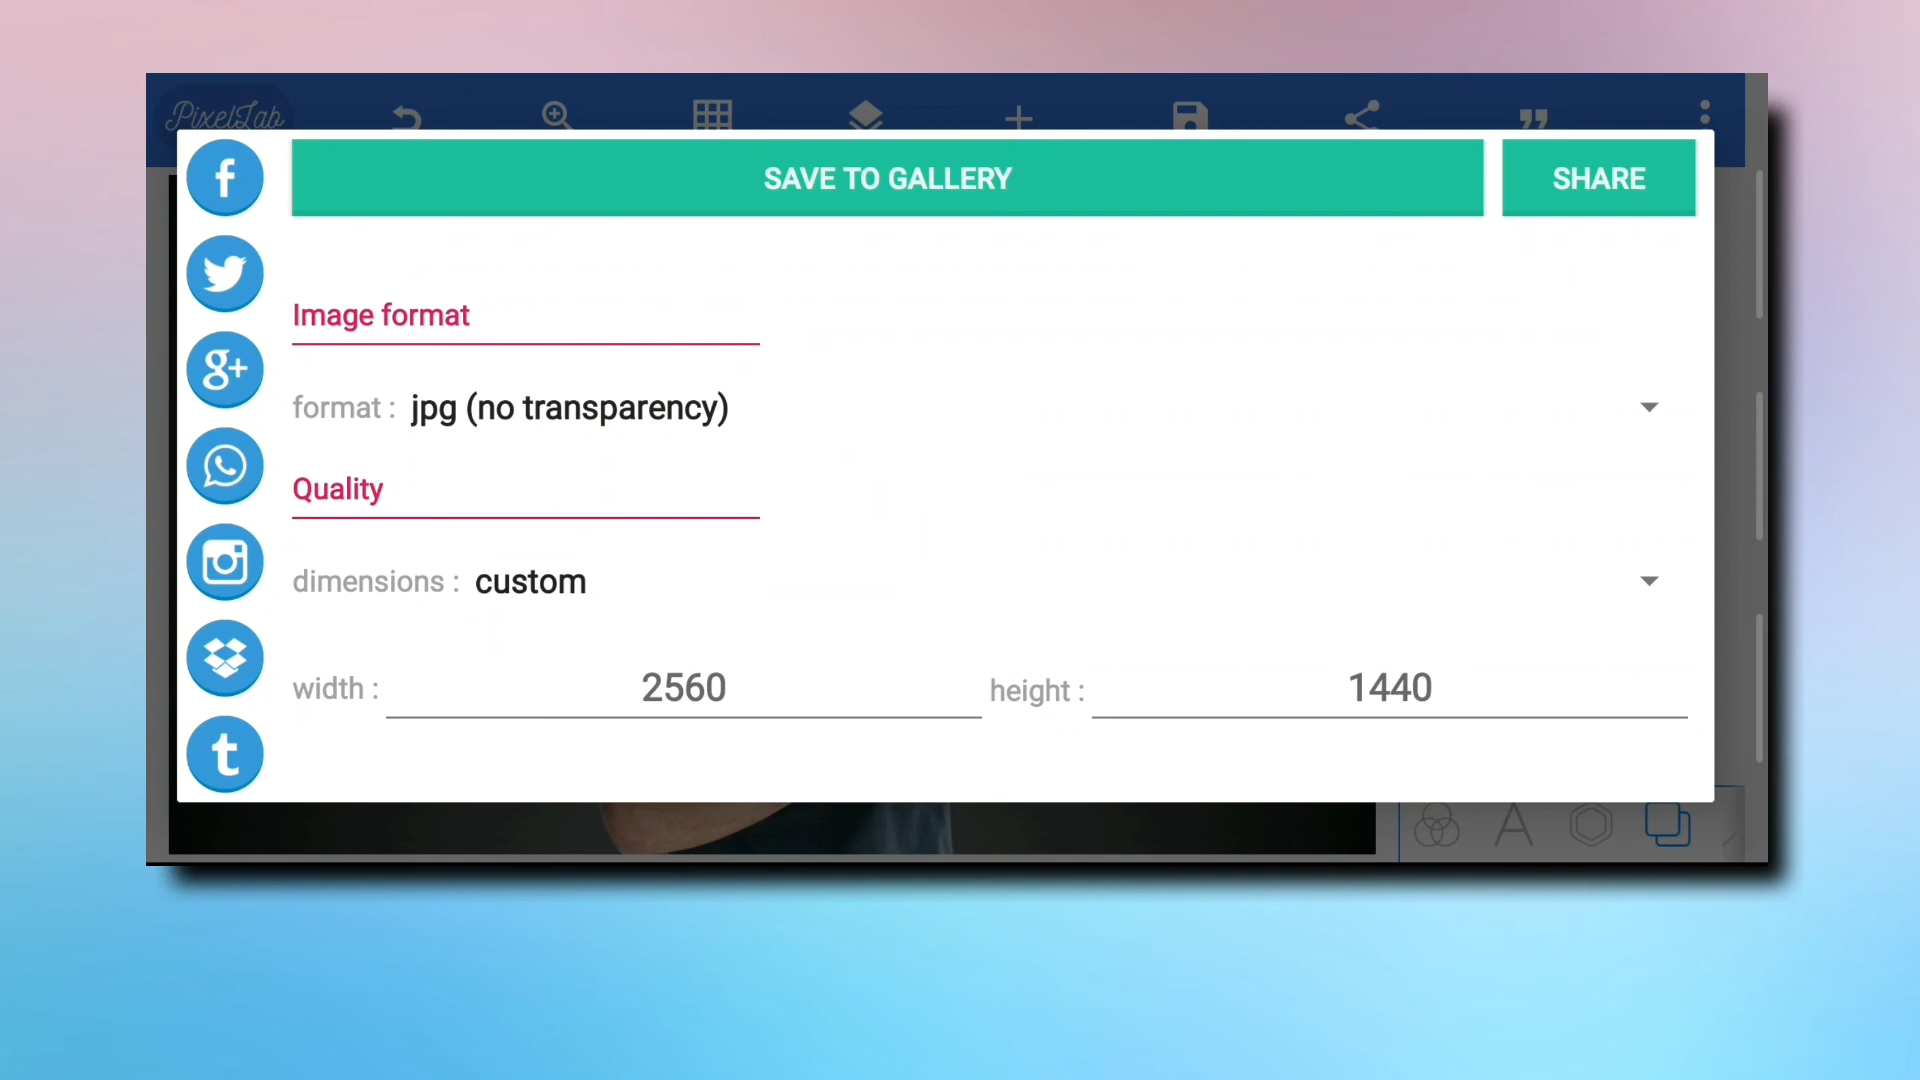 PixelLab
SAVE TO GALLERY
SHARE
Image format
format : jpg (no transparency)
Quality
dimensions : custom
width : 2560 height : 1440